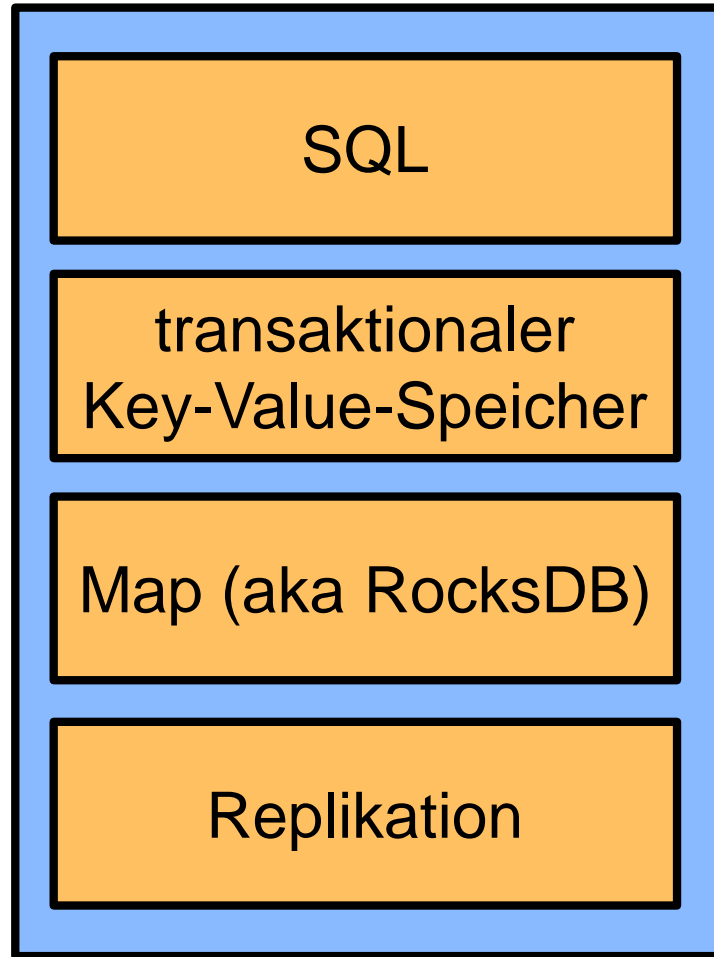 SQL
transaktionaler
Key-Value-Speicher
Map (aka RocksDB)
Replikation